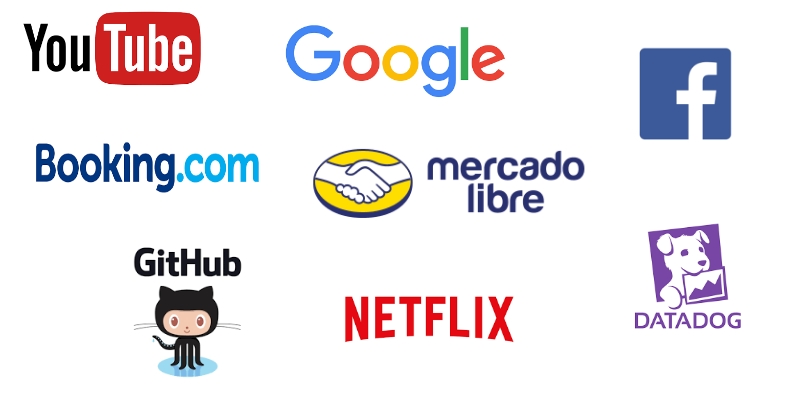 YouTube
Google
f
Booking.com
mercado
libre
GitHub
NETFLIX
DATADOG